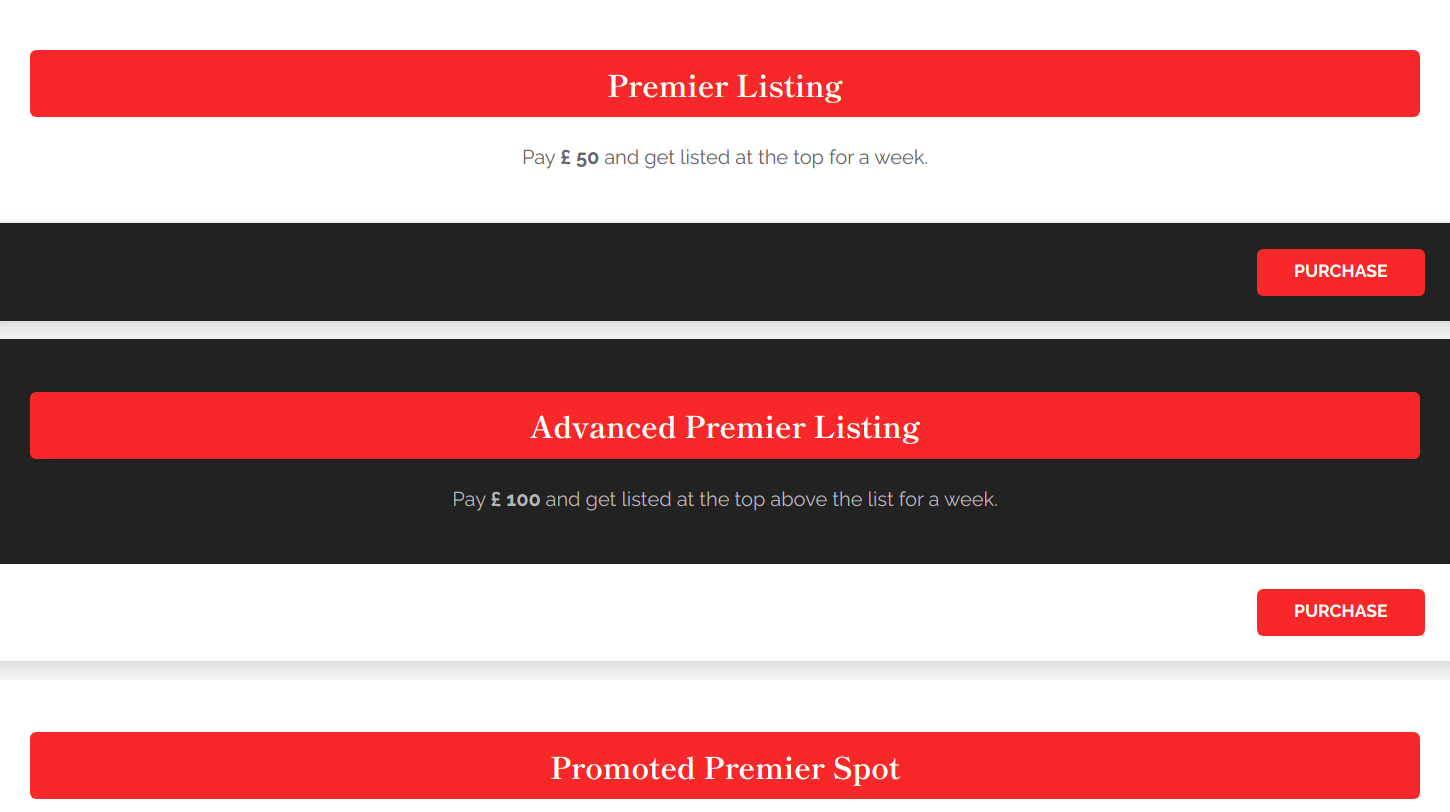 Premier Listing
Pay £ 50 and get listed at the top for a week.
PURCHASE
Advanced Premier Listing
Pay £ 100 and get listed at the top above the list for a week.
PURCHASE
Promoted Premier Spot